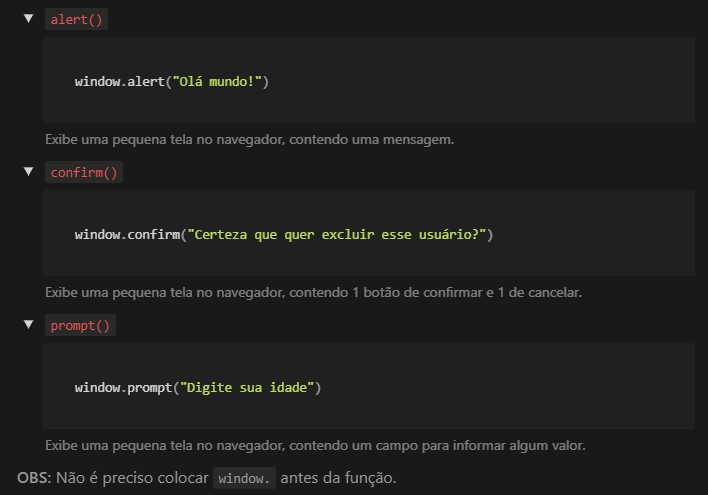 alert()
window.alert("Olá mundo!")
Exibe uma pequena tela no navegador, contendo uma mensagem.
confirm()
window.confirm("Certeza que quer excluir esse usuário?")
Exibe uma pequena tela no navegador, contendo 1 botão de confirmar e 1 de cancelar.
prompt()
window.prompt("Digite sua idade")
Exibe uma pequena tela no navegador, contendo um campo para informar algum valor.
OBS: Não é preciso colocar window. antes da função.